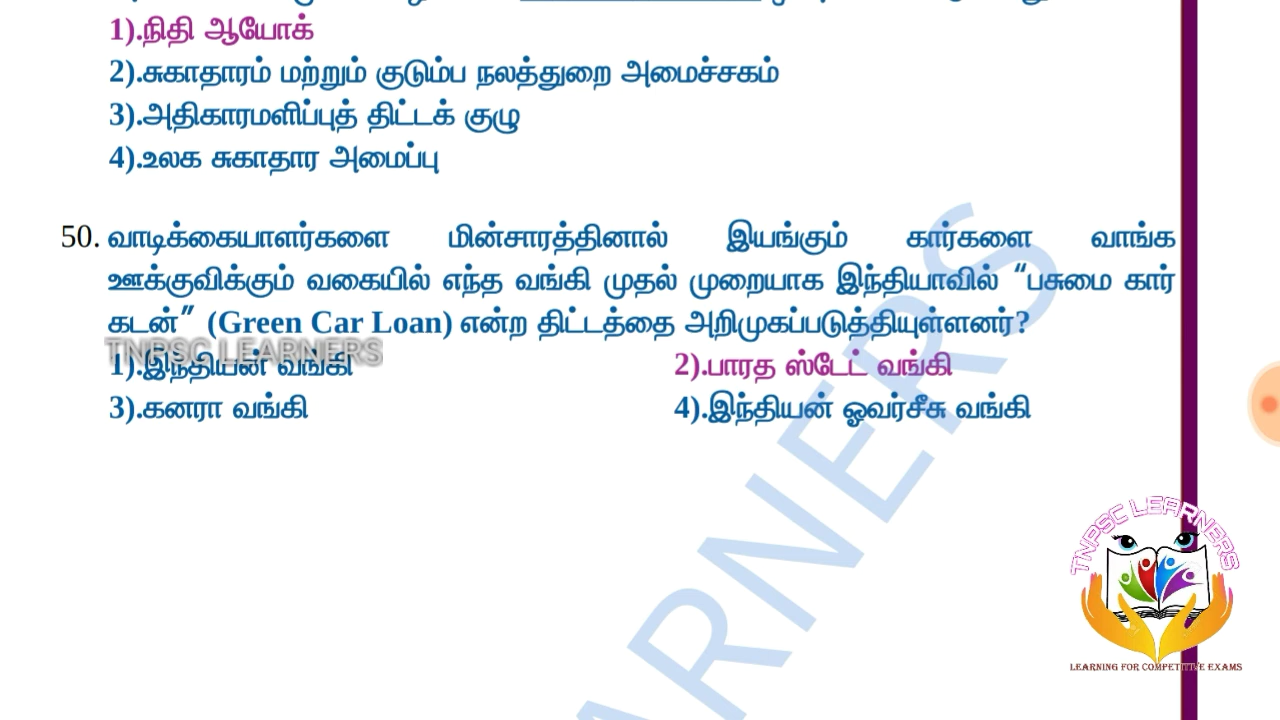 1).நிதி ஆயோக்
2).சுகாதாரம் மற்றும் குடும்ப நலத்துறை அமைச்சகம்
3).அதிகாரமளிப்புத் திட்டக் குழு
4).உலக சுகாதார அமைப்பு
50. வாடிக்கையாளர்களை மின்சாரத்தினால் இயங்கும் கார்களை வாங்க
ஊக்குவிக்கும் வகையில் எந்த வங்கி முதல் முறையாக இந்தியாவில் “பசுமை கார்
கடன்” (Green Car Loan) என்ற திட்டத்தை அறிமுகப்படுத்தியுள்ளனர்?
TNPSC LEARNERS
1).இந்தியன் வங்கி 2).பாரத ஸ்டேட் வங்கி
3).கனரா வங்கி 4).இந்தியன் ஓவர்சீசு வங்கி
ARNERS
TNPSC LEARNERS
LEARNING FOR COMPETITIVE EXAMS